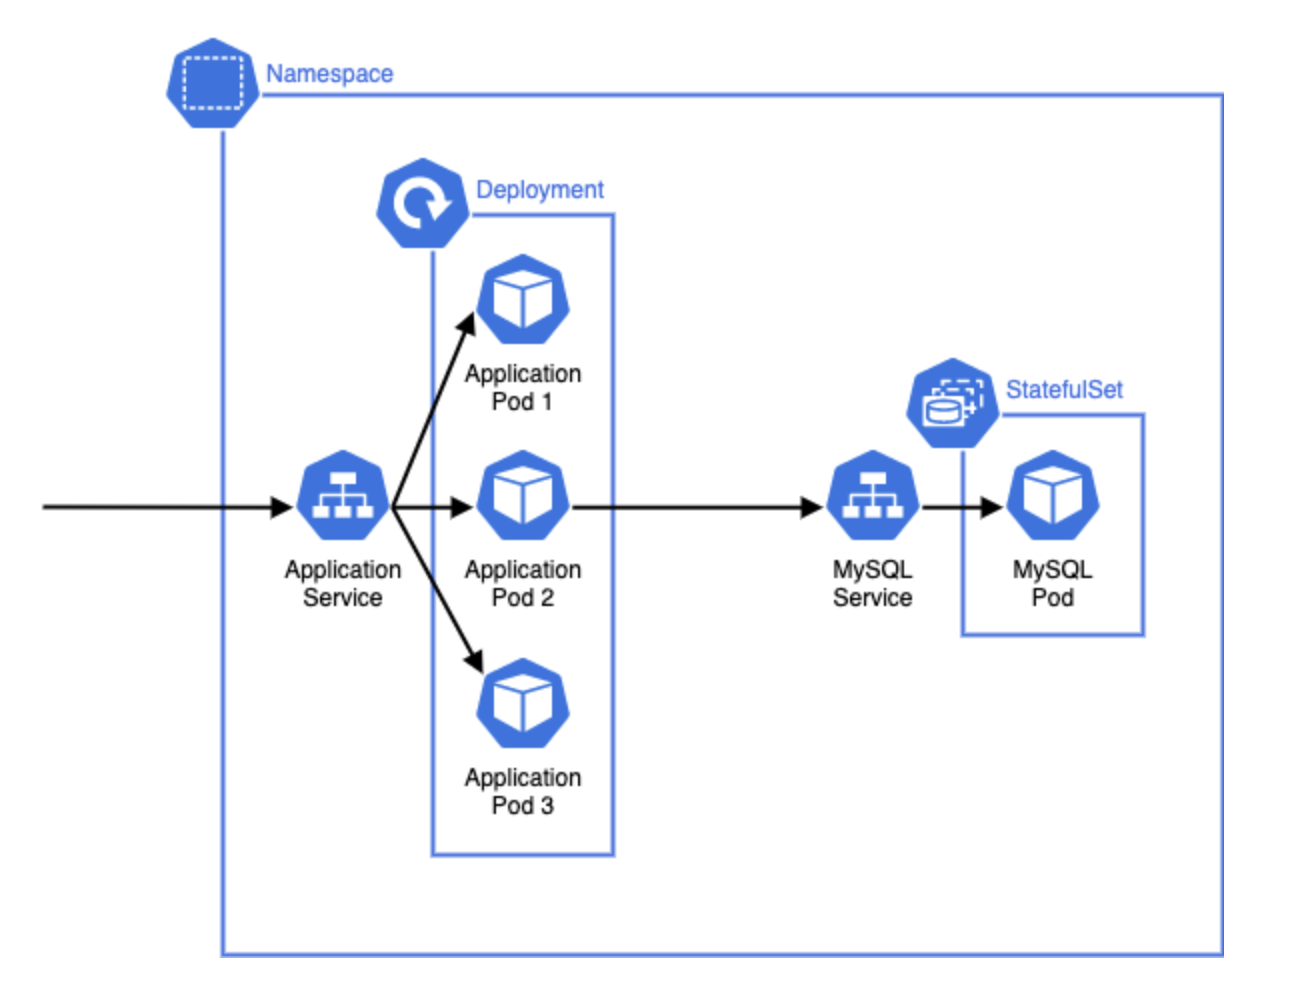 Namespace
Deployment
Application
Pod 1
StatefulSet
Application
Service
Application
Pod 2
MySQL
Service
MySQL
Pod
Application
Pod 3